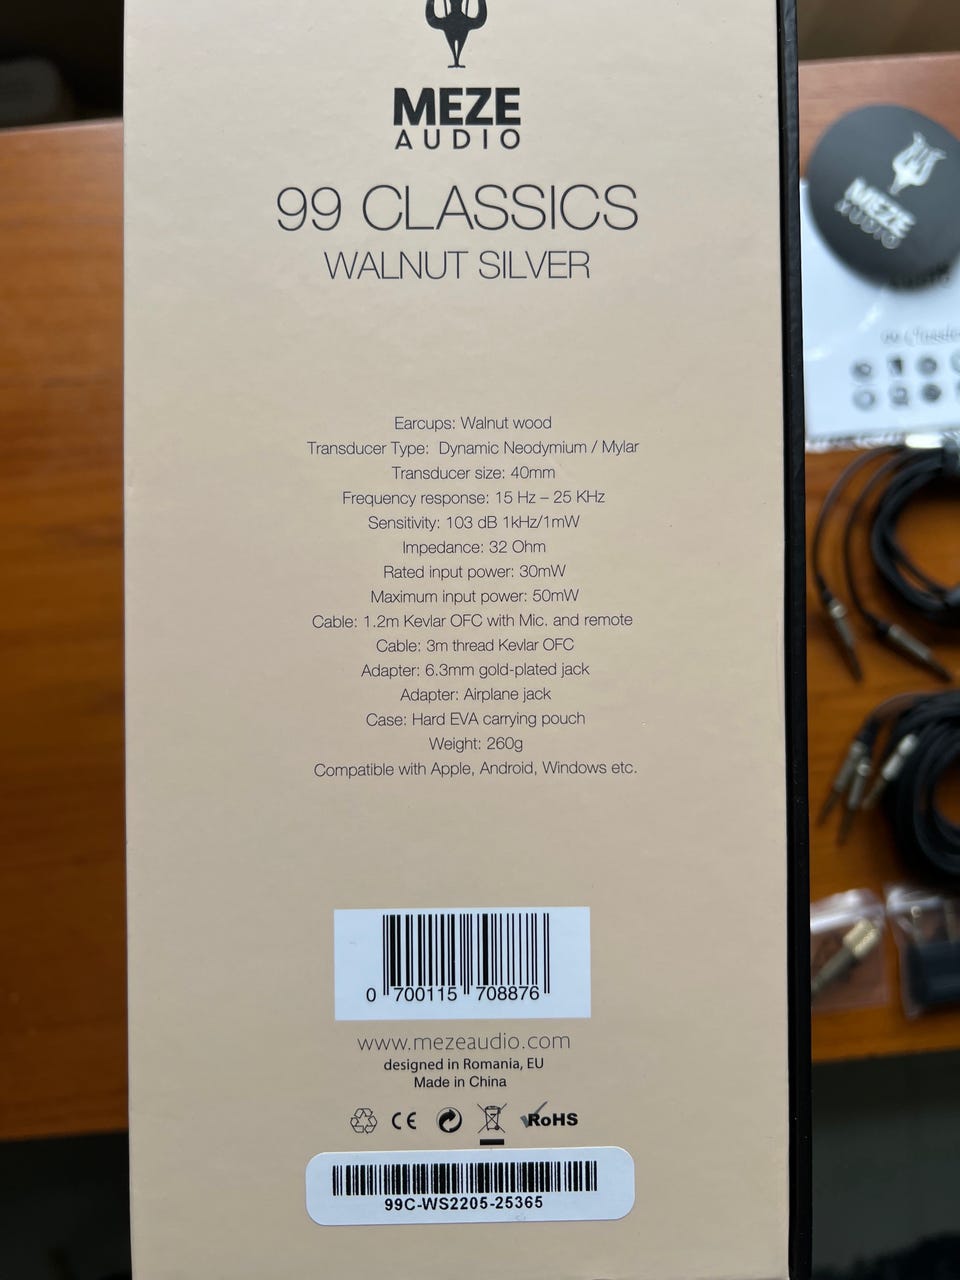 MEZE
AUDIO
99 CLASSICS
WALNUT SILVER
Earcups: Walnut wood
Transducer Type: Dynamic Neodymium / Mylar
Transducer size: 40mm
Frequency response: 15 Hz – 25 KHz
Sensitivity: 103 dB 1kHz/1mW
Impedance: 32 Ohm
Rated input power: 30mW
Maximum input power: 50mW
Cable: 1.2m Kevlar OFC with Mic. and remote
Cable: 3m thread Kevlar OFC
Adapter: 6.3mm gold-plated jack
Adapter: Airplane jack
Case: Hard EVA carrying pouch
Weight: 260g
Compatible with Apple, Android, Windows etc.
0 700115 708876
www.mezeaudio.com
designed in Romania, EU
Made in China
CE RoHS
99C-WS2205-25365
MEZE
AUDIO